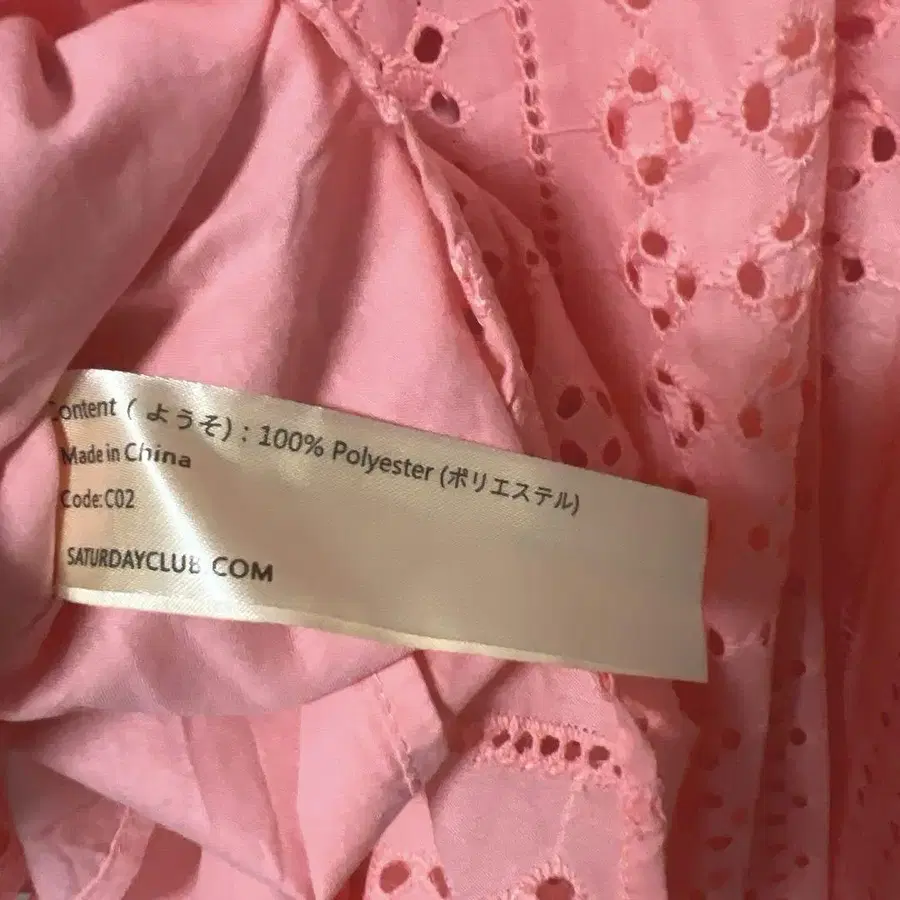 Content ( ようそ) : 100% Polyester (ポリエステル)
Made in China
Code: C02
SATURDAYCLUB COM